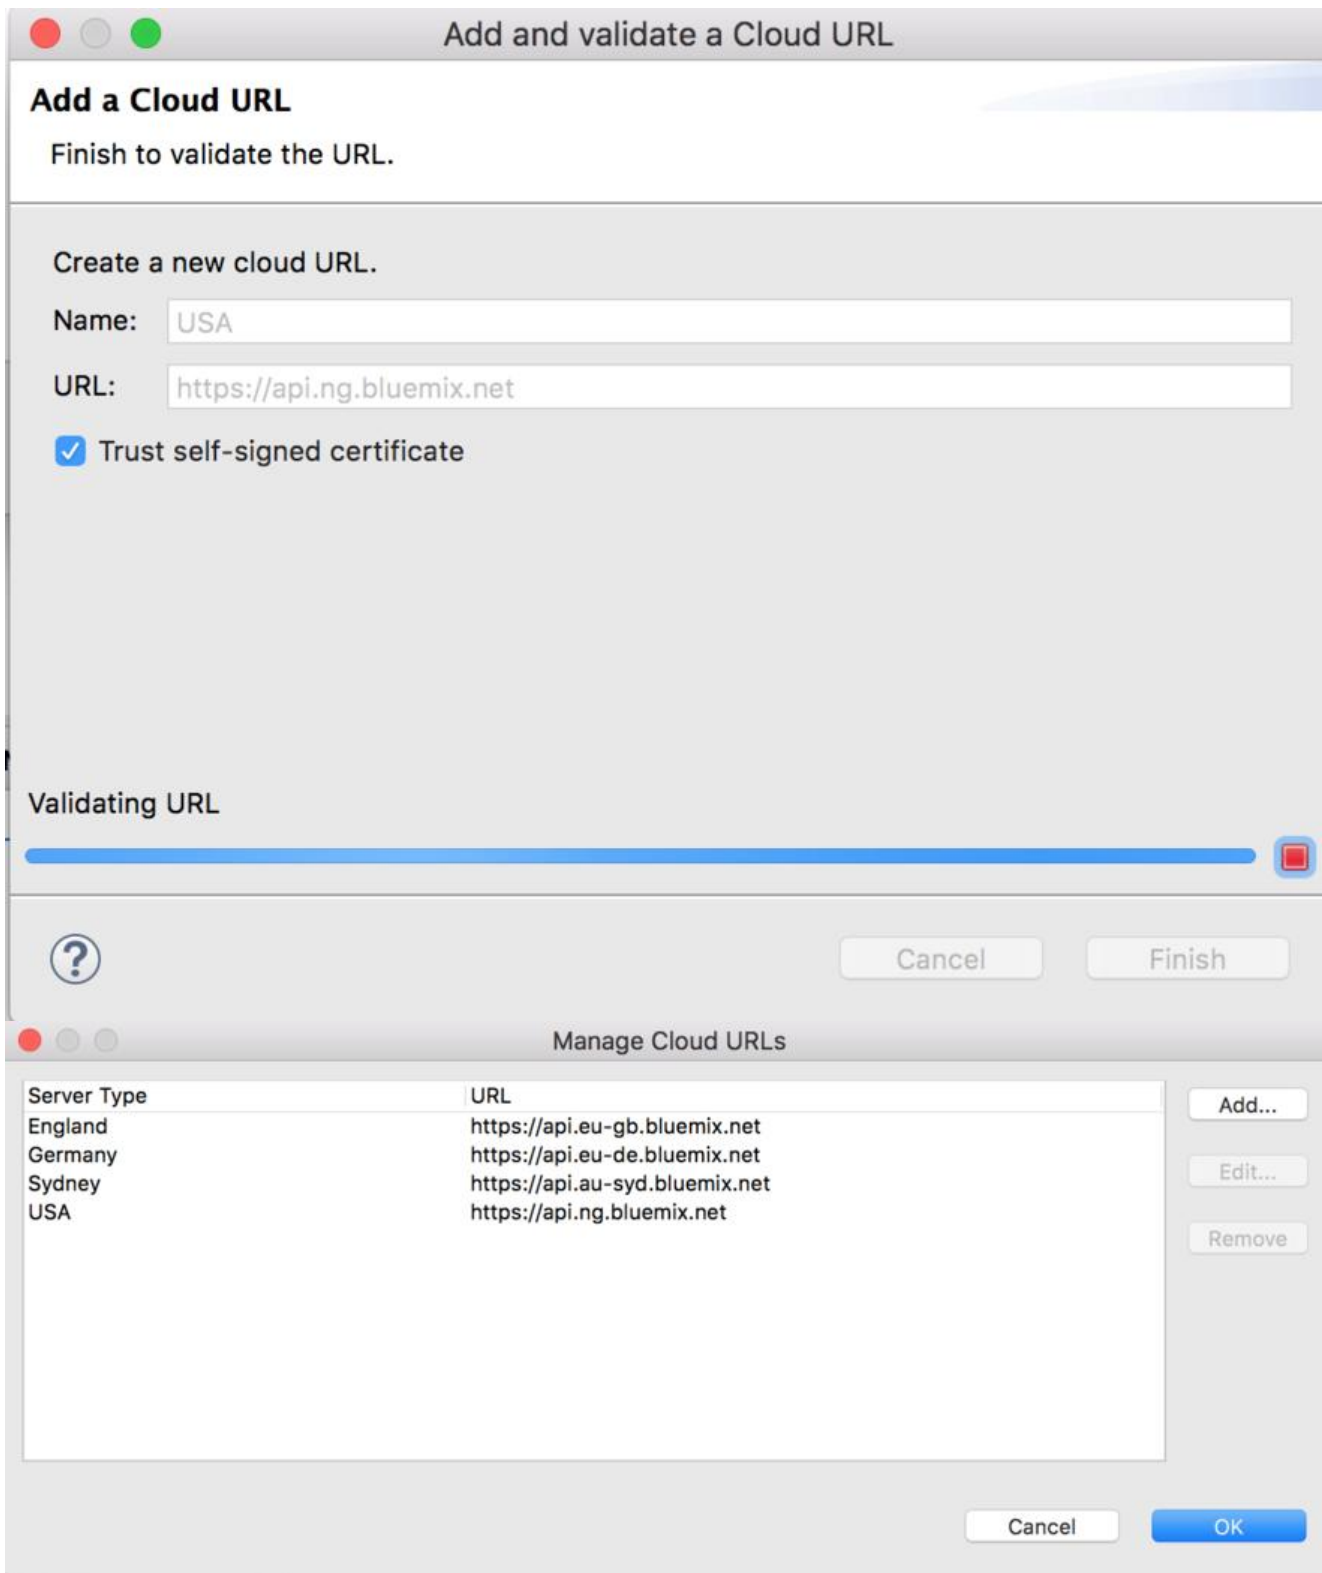 Add and validate a Cloud URL
Add a Cloud URL
Finish to validate the URL.
Create a new cloud URL.
Name: USA
URL: https://api.ng.bluemix.net
Trust self-signed certificate
Validating URL
Cancel Finish
Manage Cloud URLs
Server Type URL Add...
England https://api.eu-gb.bluemix.net
Germany https://api.eu-de.bluemix.net Edit...
Sydney https://api.au-syd.bluemix.net
USA https://api.ng.bluemix.net
Remove
Cancel OK